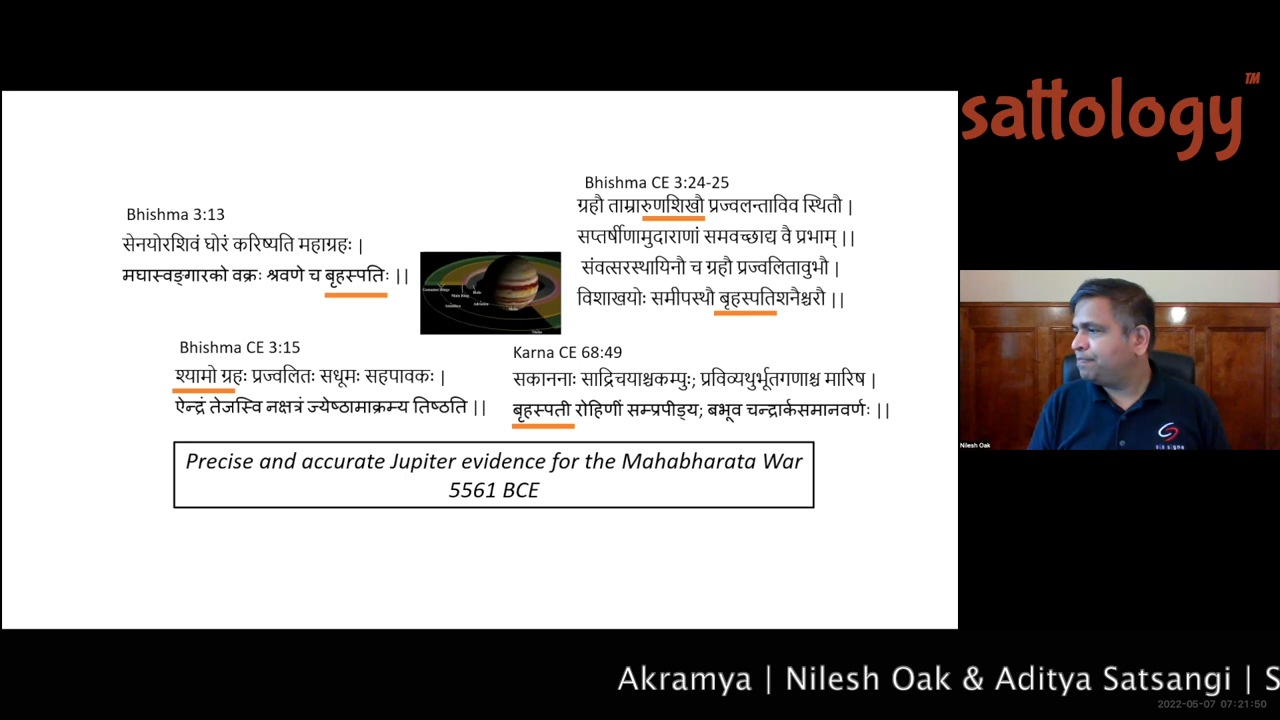 sattology™
Bhishma 3:13
सेनयोरशिवं घोरं करिष्यति महाग्रहः |
मघास्वङ्गारको वक्रः श्रवणे च बृहस्पतिः ||
Bhishma CE 3:24-25
ग्रहौ ताम्रारुणशिखौ प्रज्वलन्ताविव स्थितौ |
सप्तर्षीणामुदाराणां समवच्छाद्य वै प्रभाम् ||
संवत्सरस्थायिनौ च ग्रहौ प्रज्वलितावुभौ |
विशाखयोः समीपस्थौ बृहस्पतिशनैश्चरौ ||
Bhishma CE 3:15
श्यामो ग्रहः प्रज्वलितः सधूमः सहपावकः |
ऐन्द्रं तेजस्वि नक्षत्रं ज्येष्ठामाक्रम्य तिष्ठति ||
Karna CE 68:49
सकाननाः साद्रिचयाश्चकम्पुः; प्रविव्यथुर्भूतगणाश्च मारिष |
बृहस्पती रोहिणीं सम्प्रपीड्य; बभूव चन्द्रार्कसमानवर्णः ||
Precise and accurate Jupiter evidence for the Mahabharata War
5561 BCE
Nilesh Oak
Akramya | Nilesh Oak & Aditya Satsangi | S
2022-05-07 07:21:50